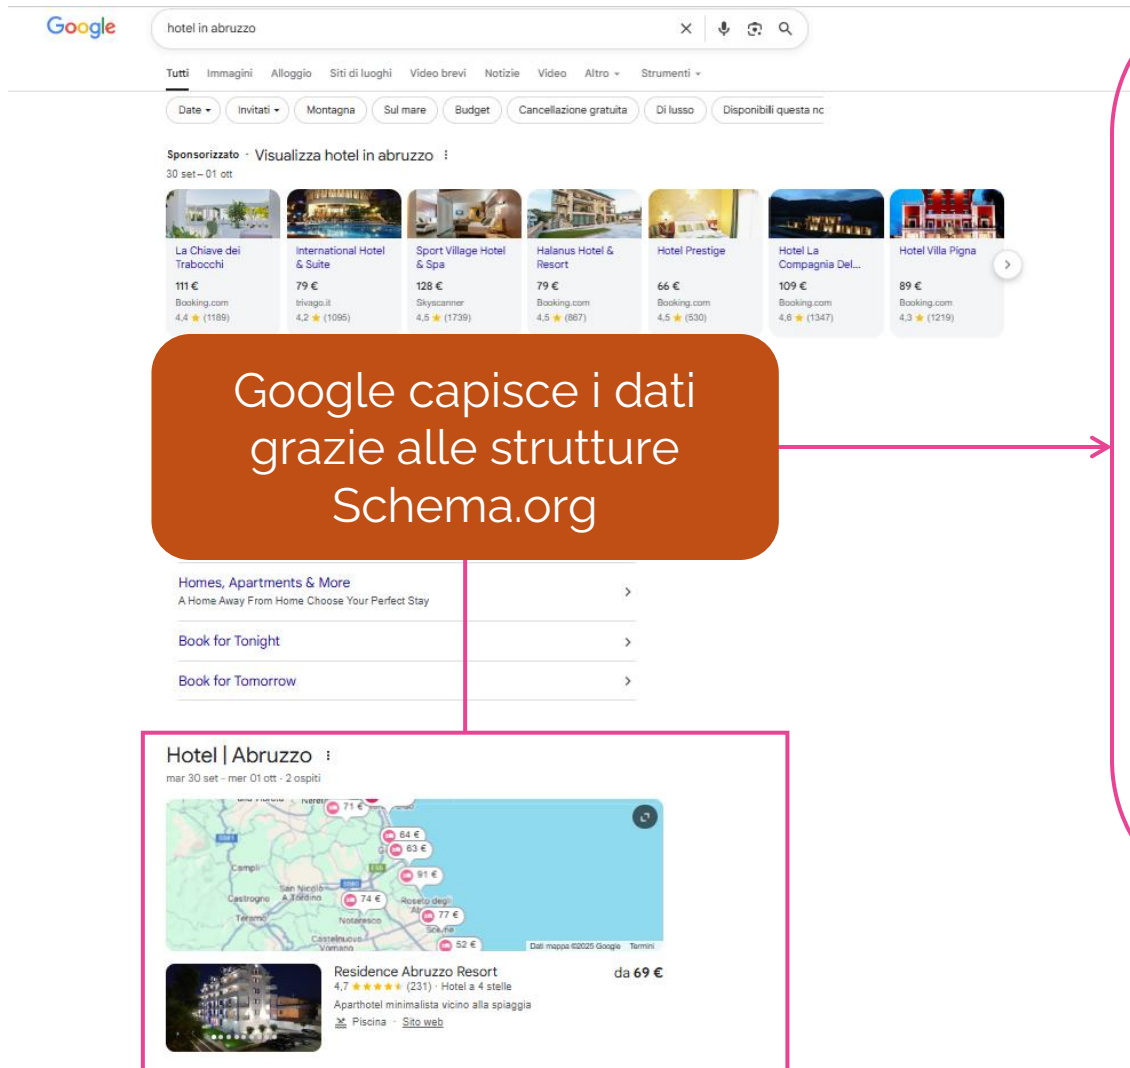 Google
hotel in abruzzo
Tutti Immagini Alloggio Siti di luoghi Video brevi Notizie Video Altro Strumenti
Date Invitati Montagna Sul mare Budget Cancellazione gratuita Di lusso Disponibili questa no
Sponsorizzato · Visualizza hotel in abruzzo
30 set – 01 ott
La Chiave dei Trabocchi
111 €
Booking.com
4,4 ★ (1189)
International Hotel & Suite
79 €
trivago.it
4,2 ★ (1095)
Sport Village Hotel & Spa
128 €
Skyscanner
4,5 ★ (1739)
Halanus Hotel & Resort
79 €
Booking.com
4,5 ★ (867)
Hotel Prestige
66 €
Booking.com
4,5 ★ (530)
Hotel La Compagnia Del...
109 €
Booking.com
4,6 ★ (1347)
Hotel Villa Pigna
89 €
Booking.com
4,3 ★ (1219)
Google capisce i dati
grazie alle strutture
Schema.org
Homes, Apartments & More
A Home Away From Home Choose Your Perfect Stay
Book for Tonight
Book for Tomorrow
Hotel | Abruzzo
mar 30 set – mer 01 ott · 2 ospiti
71 €
64 €
63 €
Campli
91 €
San Nicolò
A Tordino
Castrogno
74 €
Roseto degli
Teramo
77 €
Notaresco
Castelnuovo
Vomano
52 €
Dati mappa ©2025 Google Termini
Residence Abruzzo Resort da 69 €
4,7 ★★★★★ (231) · Hotel a 4 stelle
Aparthotel minimalista vicino alla spiaggia
Piscina · Sito web